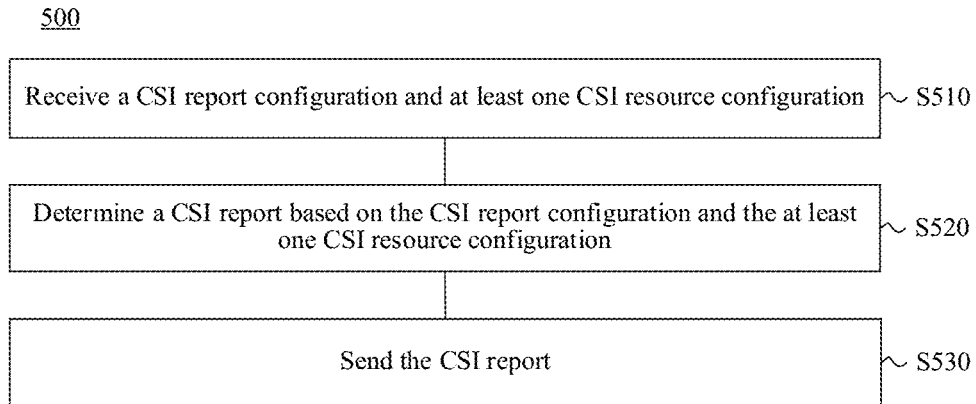 500
Receive a CSI report configuration and at least one CSI resource configuration
S510
Determine a CSI report based on the CSI report configuration and the at least
one CSI resource configuration
S520
Send the CSI report
S530